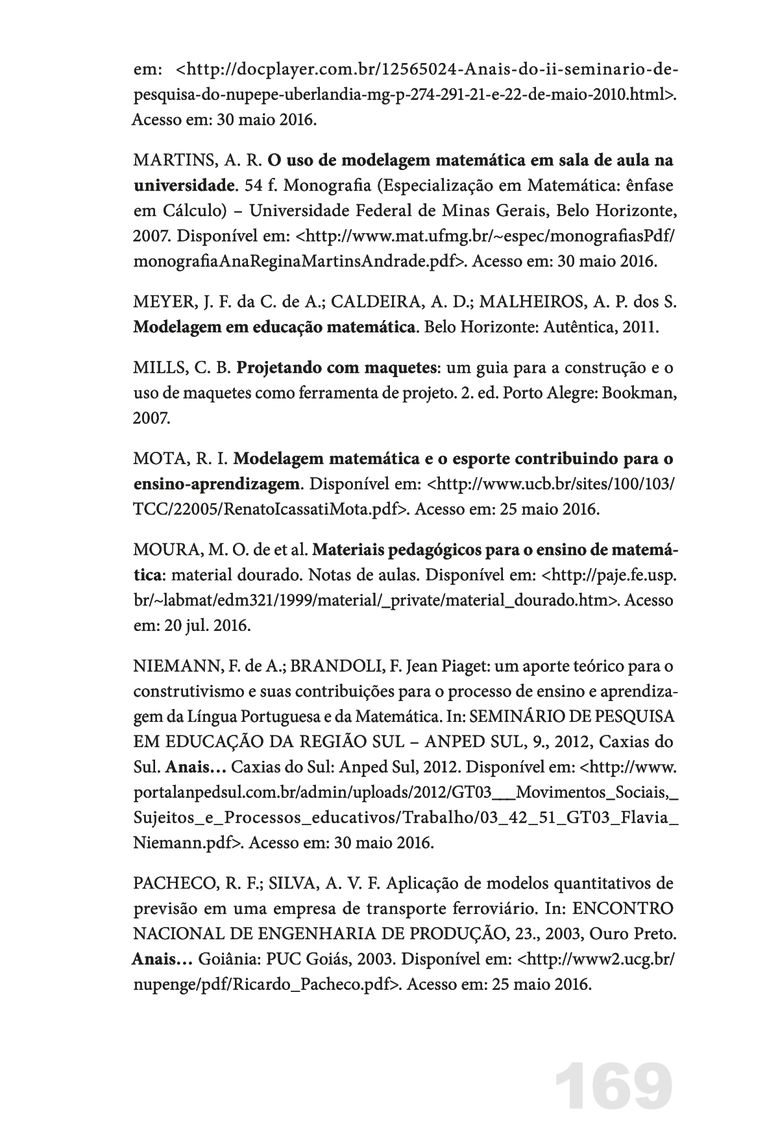 em: <http://docplayer.com.br/12565024-Anais-do-ii-seminario-de-
pesquisa-do-nupepe-uberlandia-mg-p-274-291-21-e-22-de-maio-2010.html>.
Acesso em: 30 maio 2016.
MARTINS, A. R. O uso de modelagem matemática em sala de aula na
universidade. 54 f. Monografia (Especialização em Matemática: ênfase
em Cálculo) – Universidade Federal de Minas Gerais, Belo Horizonte,
2007. Disponível em: <http://www.mat.ufmg.br/~espec/monografiasPdf/
monografiaAnaReginaMartinsAndrade.pdf>. Acesso em: 30 maio 2016.
MEYER, J. F. da C. de A.; CALDEIRA, A. D.; MALHEIROS, A. P. dos S.
Modelagem em educação matemática. Belo Horizonte: Autêntica, 2011.
MILLS, C. B. Projetando com maquetes: um guia para a construção e o
uso de maquetes como ferramenta de projeto. 2. ed. Porto Alegre: Bookman,
2007.
MOTA, R. I. Modelagem matemática e o esporte contribuindo para o
ensino-aprendizagem. Disponível em: <http://www.ucb.br/sites/100/103/
TCC/22005/RenatoIcassatiMota.pdf>. Acesso em: 25 maio 2016.
MOURA, M. O. de et al. Materiais pedagógicos para o ensino de matemá-
tica: material dourado. Notas de aulas. Disponível em: <http://paje.fe.usp.
br/~labmat/edm321/1999/material/_private/material_dourado.htm>. Acesso
em: 20 jul. 2016.
NIEMANN, F. de A.; BRANDOLI, F. Jean Piaget: um aporte teórico para o
construtivismo e suas contribuições para o processo de ensino e aprendiza-
gem da Língua Portuguesa e da Matemática. In: SEMINÁRIO DE PESQUISA
EM EDUCAÇÃO DA REGIÃO SUL – ANPED SUL, 9., 2012, Caxias do
Sul. Anais... Caxias do Sul: Anped Sul, 2012. Disponível em: <http://www.
portalanpedsul.com.br/admin/uploads/2012/GT03___Movimentos_Sociais,_
Sujeitos_e_Processos_educativos/Trabalho/03_42_51_GT03_Flavia_
Niemann.pdf>. Acesso em: 30 maio 2016.
PACHECO, R. F.; SILVA, A. V. F. Aplicação de modelos quantitativos de
previsão em uma empresa de transporte ferroviário. In: ENCONTRO
NACIONAL DE ENGENHARIA DE PRODUÇÃO, 23., 2003, Ouro Preto.
Anais... Goiânia: PUC Goiás, 2003. Disponível em: <http://www2.ucg.br/
nupenge/pdf/Ricardo_Pacheco.pdf>. Acesso em: 25 maio 2016.
169